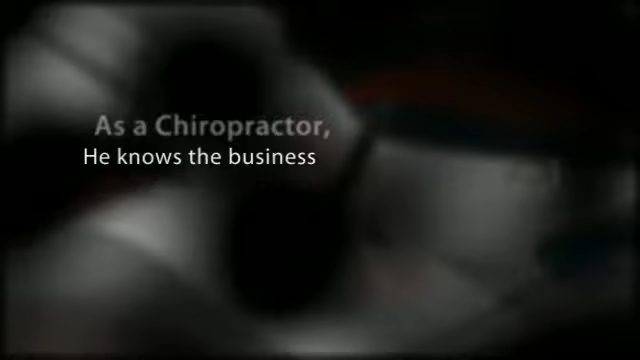 As a Chiropractor,
He knows the business